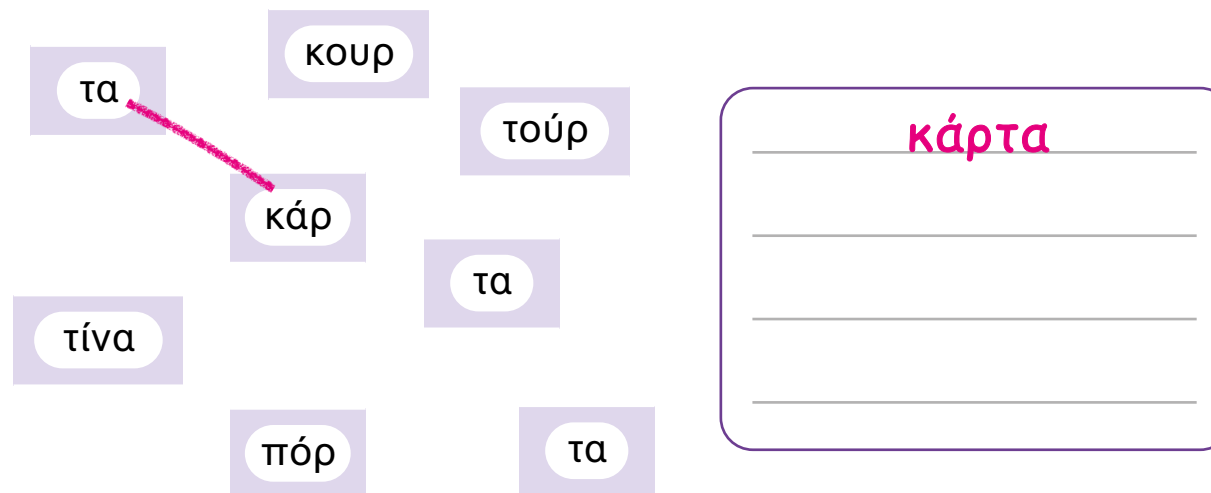 κουρ
τα
τούρ
κάρ
τα
τίνα
πόρ
τα
κάρτα